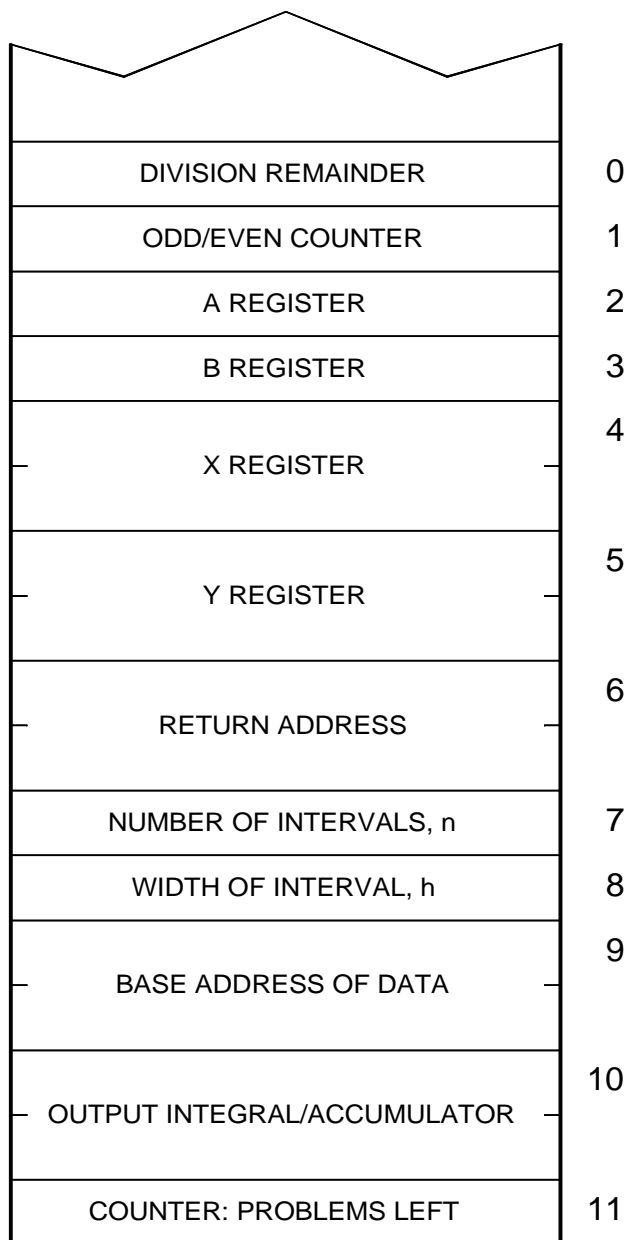 DIVISION REMAINDER 0
ODD/EVEN COUNTER 1
A REGISTER 2
B REGISTER 3
X REGISTER 4
Y REGISTER 5
RETURN ADDRESS 6
NUMBER OF INTERVALS, n 7
WIDTH OF INTERVAL, h 8
BASE ADDRESS OF DATA 9
OUTPUT INTEGRAL/ACCUMULATOR 10
COUNTER: PROBLEMS LEFT 11